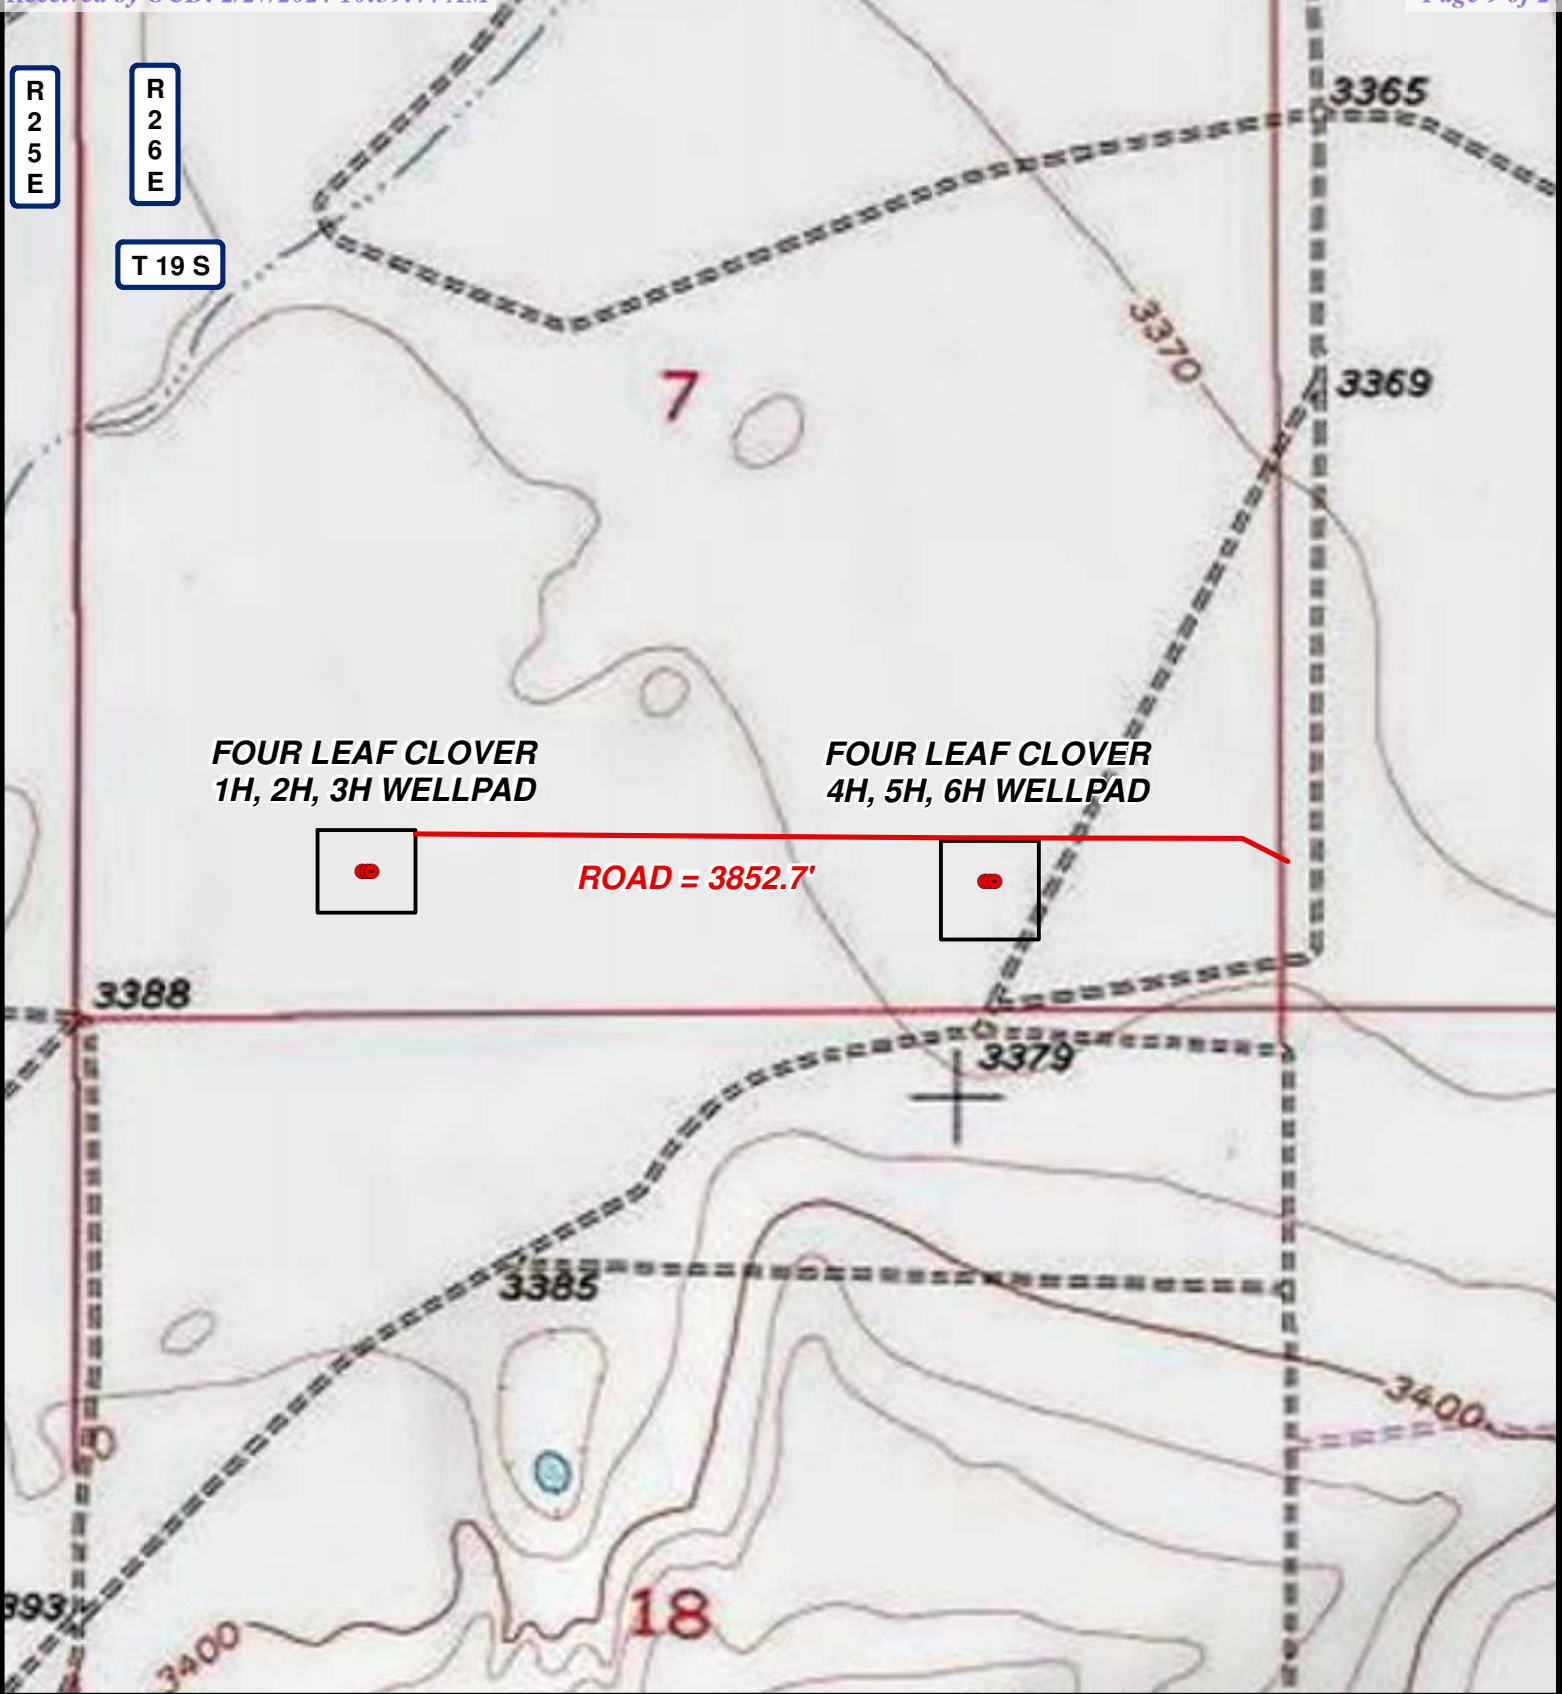 R
2
5
E
R
2
6
E
T 19 S
3365
3370
3369
7
FOUR LEAF CLOVER
1H, 2H, 3H WELLPAD
FOUR LEAF CLOVER
4H, 5H, 6H WELLPAD
ROAD = 3852.7'
3388
3379
3385
3400
18
3400